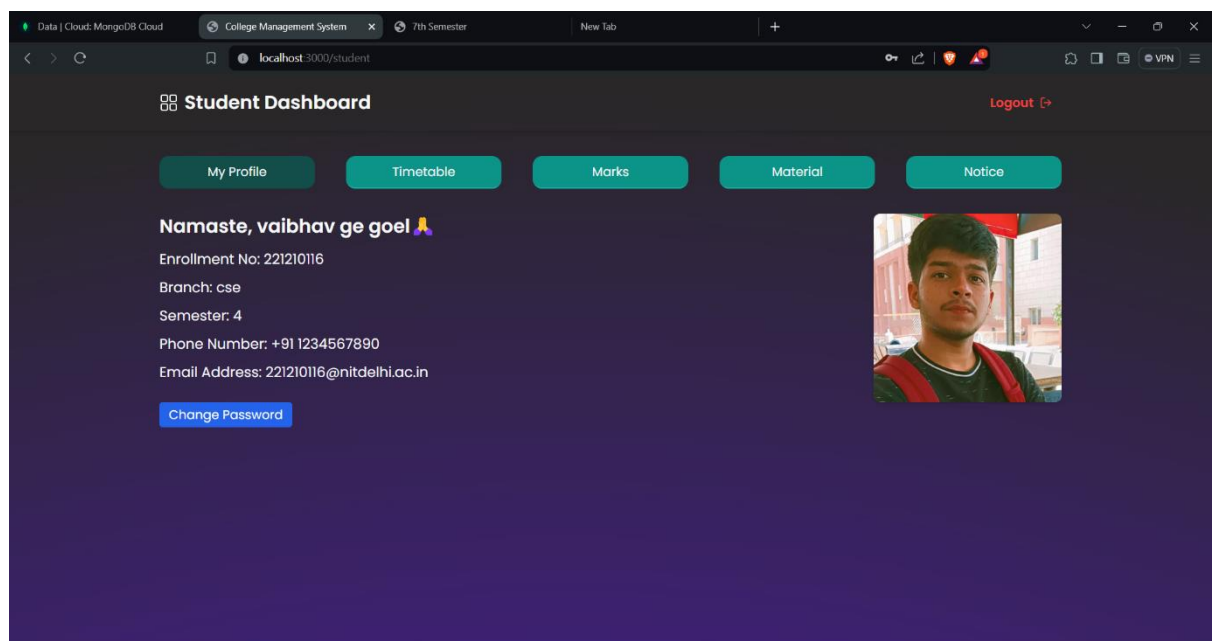 Data | Cloud: MongoDB Cloud College Management System 7th Semester New Tab
localhost:3000/student VPN
Student Dashboard Logout
My Profile Timetable Marks Material Notice
Namaste, vaibhav ge goel🙏
Enrollment No: 221210116
Branch: cse
Semester: 4
Phone Number: +91 1234567890
Email Address: 221210116@nitdelhi.ac.in
Change Password